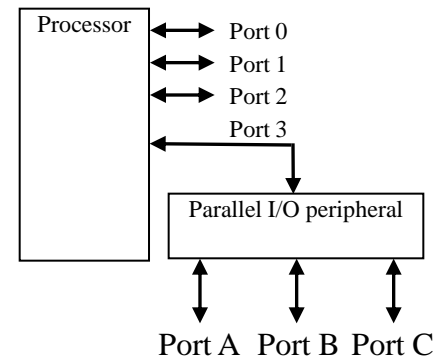 Processor
Port 0
Port 1
Port 2
Port 3
Parallel I/O peripheral
Port A Port B Port C